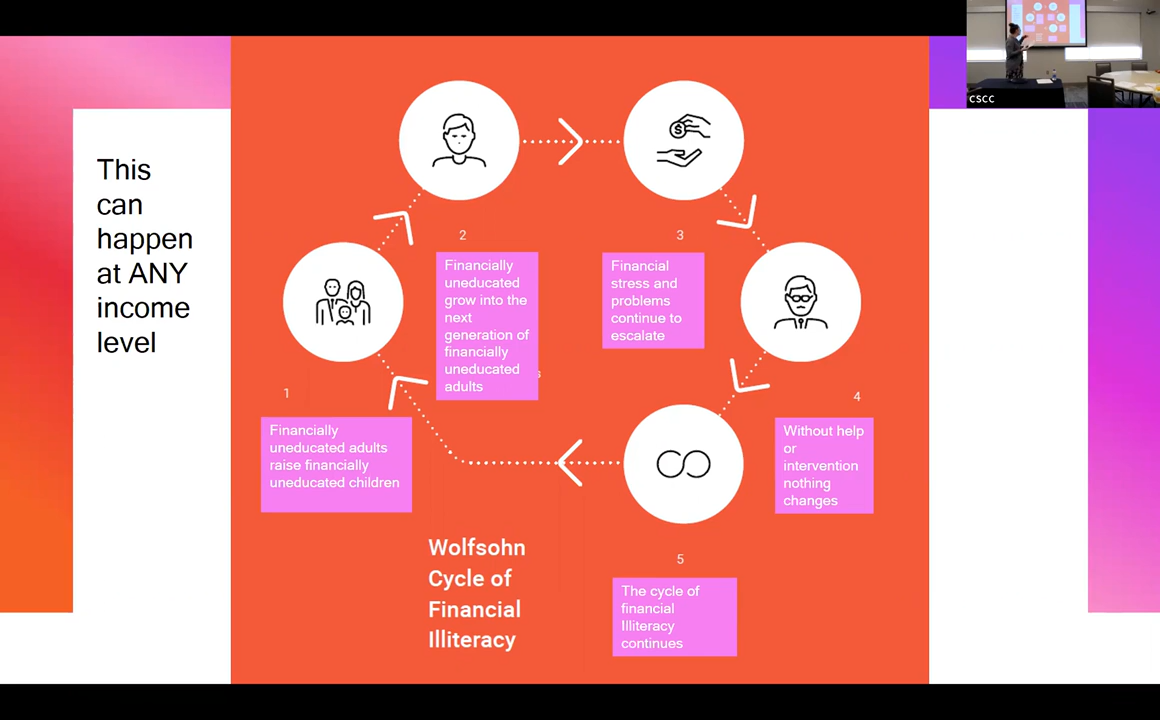 This
can
happen
at ANY
income
level
1
Financially
uneducated adults
raise financially
uneducated children
2
Financially
uneducated
grow into the
next
generation of
financially
uneducated
adults
s
3
Financial
stress and
problems
continue to
escalate
4
Without help
or
intervention
nothing
changes
5
The cycle of
financial
Illiteracy
continues
Wolfsohn
Cycle of
Financial
Illiteracy
$
CSCC